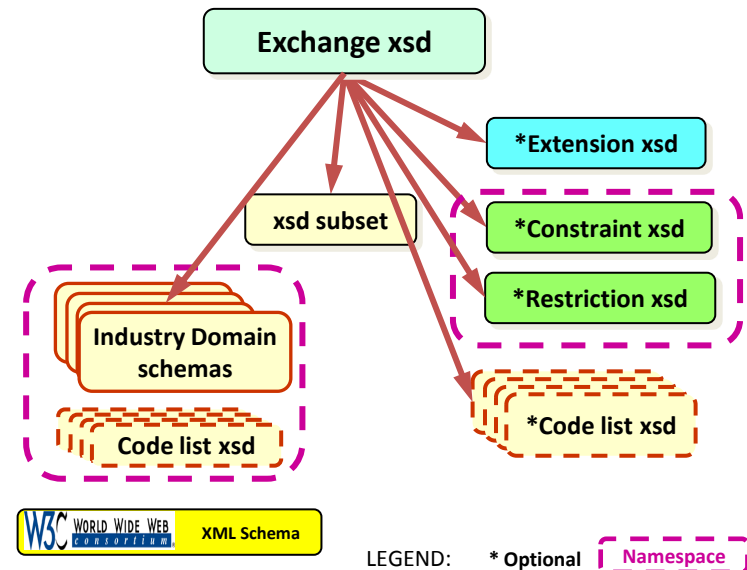 Exchange xsd
*Extension xsd
xsd subset
*Constraint xsd
*Restriction xsd
Industry Domain
schemas
Code list xsd
*Code list xsd
W3C WORLD WIDE WEB
consortium®
XML Schema
LEGEND:
* Optional
Namespace